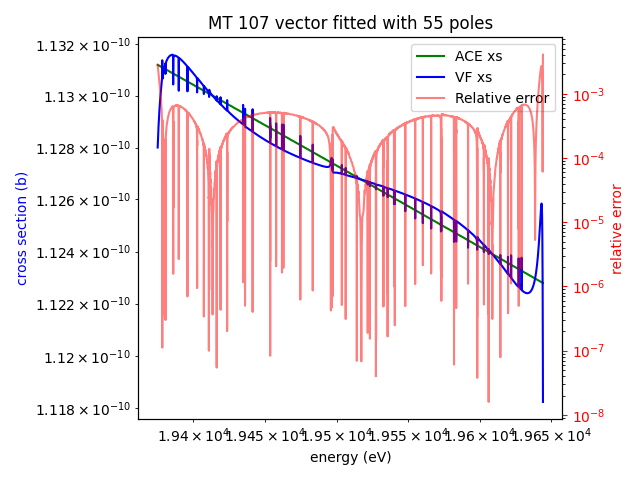 MT 107 vector fitted with 55 poles
1.132 × 10⁻¹⁰
1.13 × 10⁻¹⁰
1.128 × 10⁻¹⁰
1.126 × 10⁻¹⁰
1.124 × 10⁻¹⁰
1.122 × 10⁻¹⁰
1.12 × 10⁻¹⁰
1.118 × 10⁻¹⁰
cross section (b)
ACE xs
VF xs
Relative error
10⁻³
10⁻⁴
10⁻⁵
10⁻⁶
10⁻⁷
10⁻⁸
relative error
1.94 × 10⁴ 1.945 × 10⁴ 1.95 × 10⁴ 1.955 × 10⁴ 1.96 × 10⁴ 1.965 × 10⁴
energy (eV)